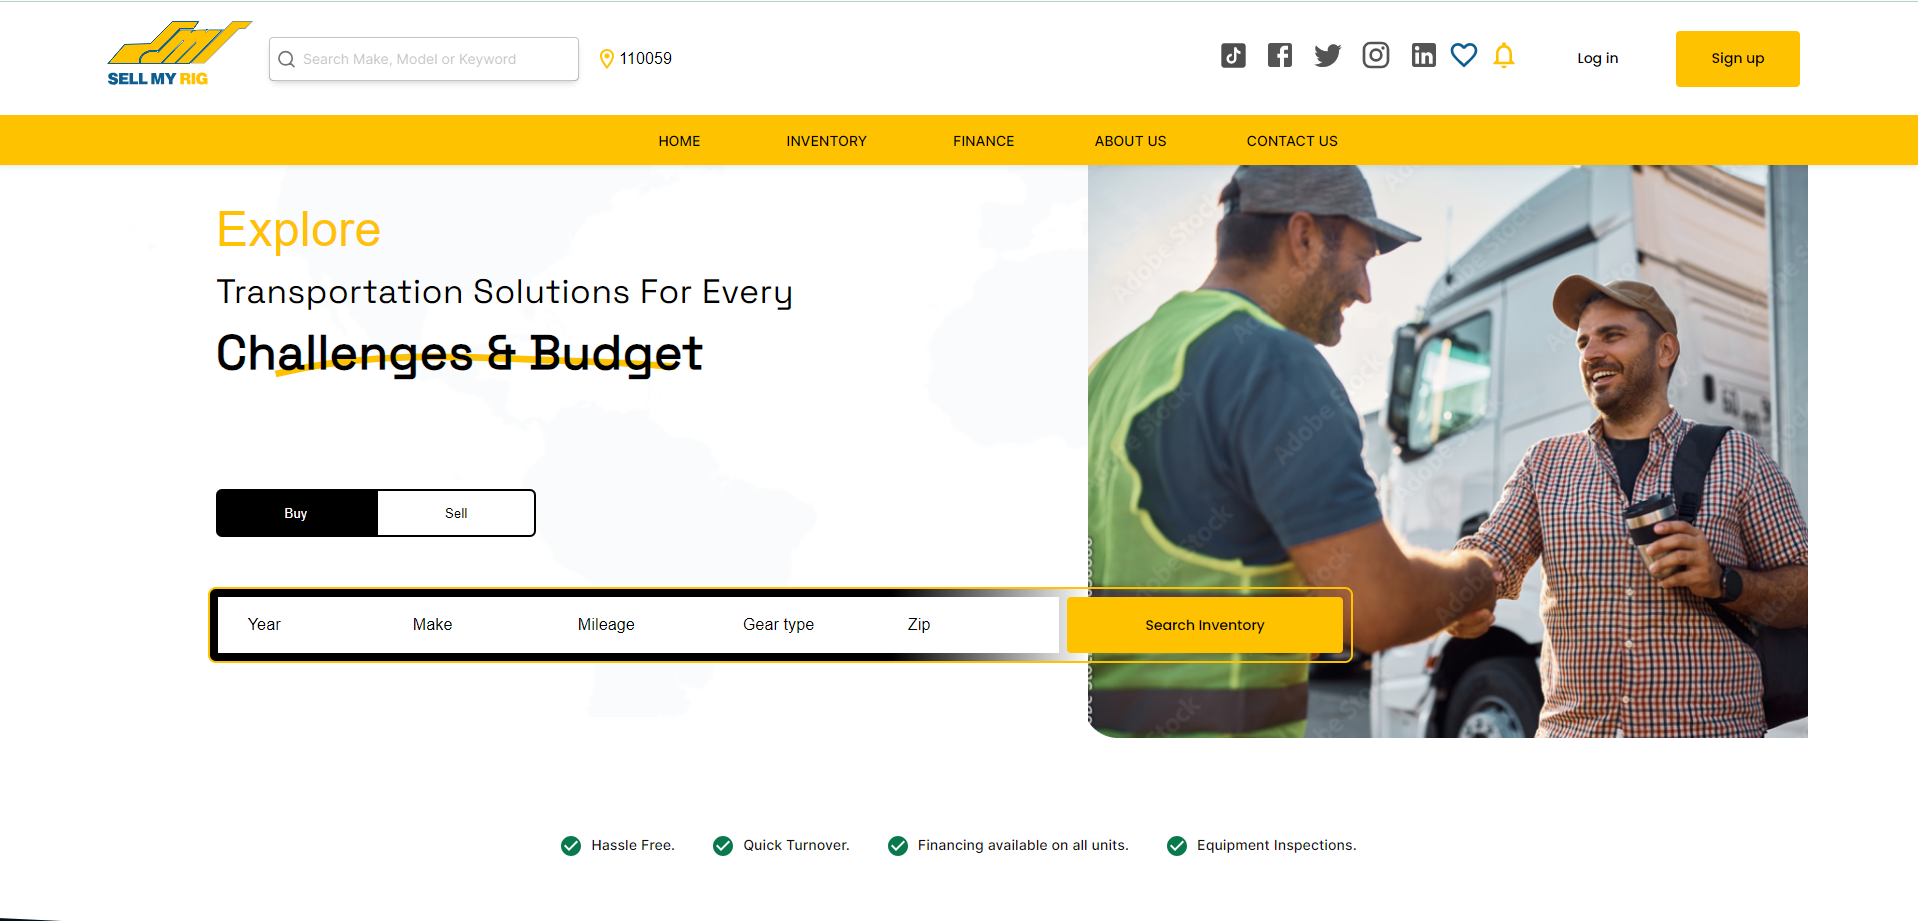 SELL MY RIG
Search Make, Model or Keyword
110059
Log in
Sign up
HOME
INVENTORY
FINANCE
ABOUT US
CONTACT US
Explore
Transportation Solutions For Every
Challenges & Budget
Buy
Sell
Year
Make
Mileage
Gear type
Zip
Search Inventory
Adobe Stock
Hassle Free.
Quick Turnover.
Financing available on all units.
Equipment Inspections.